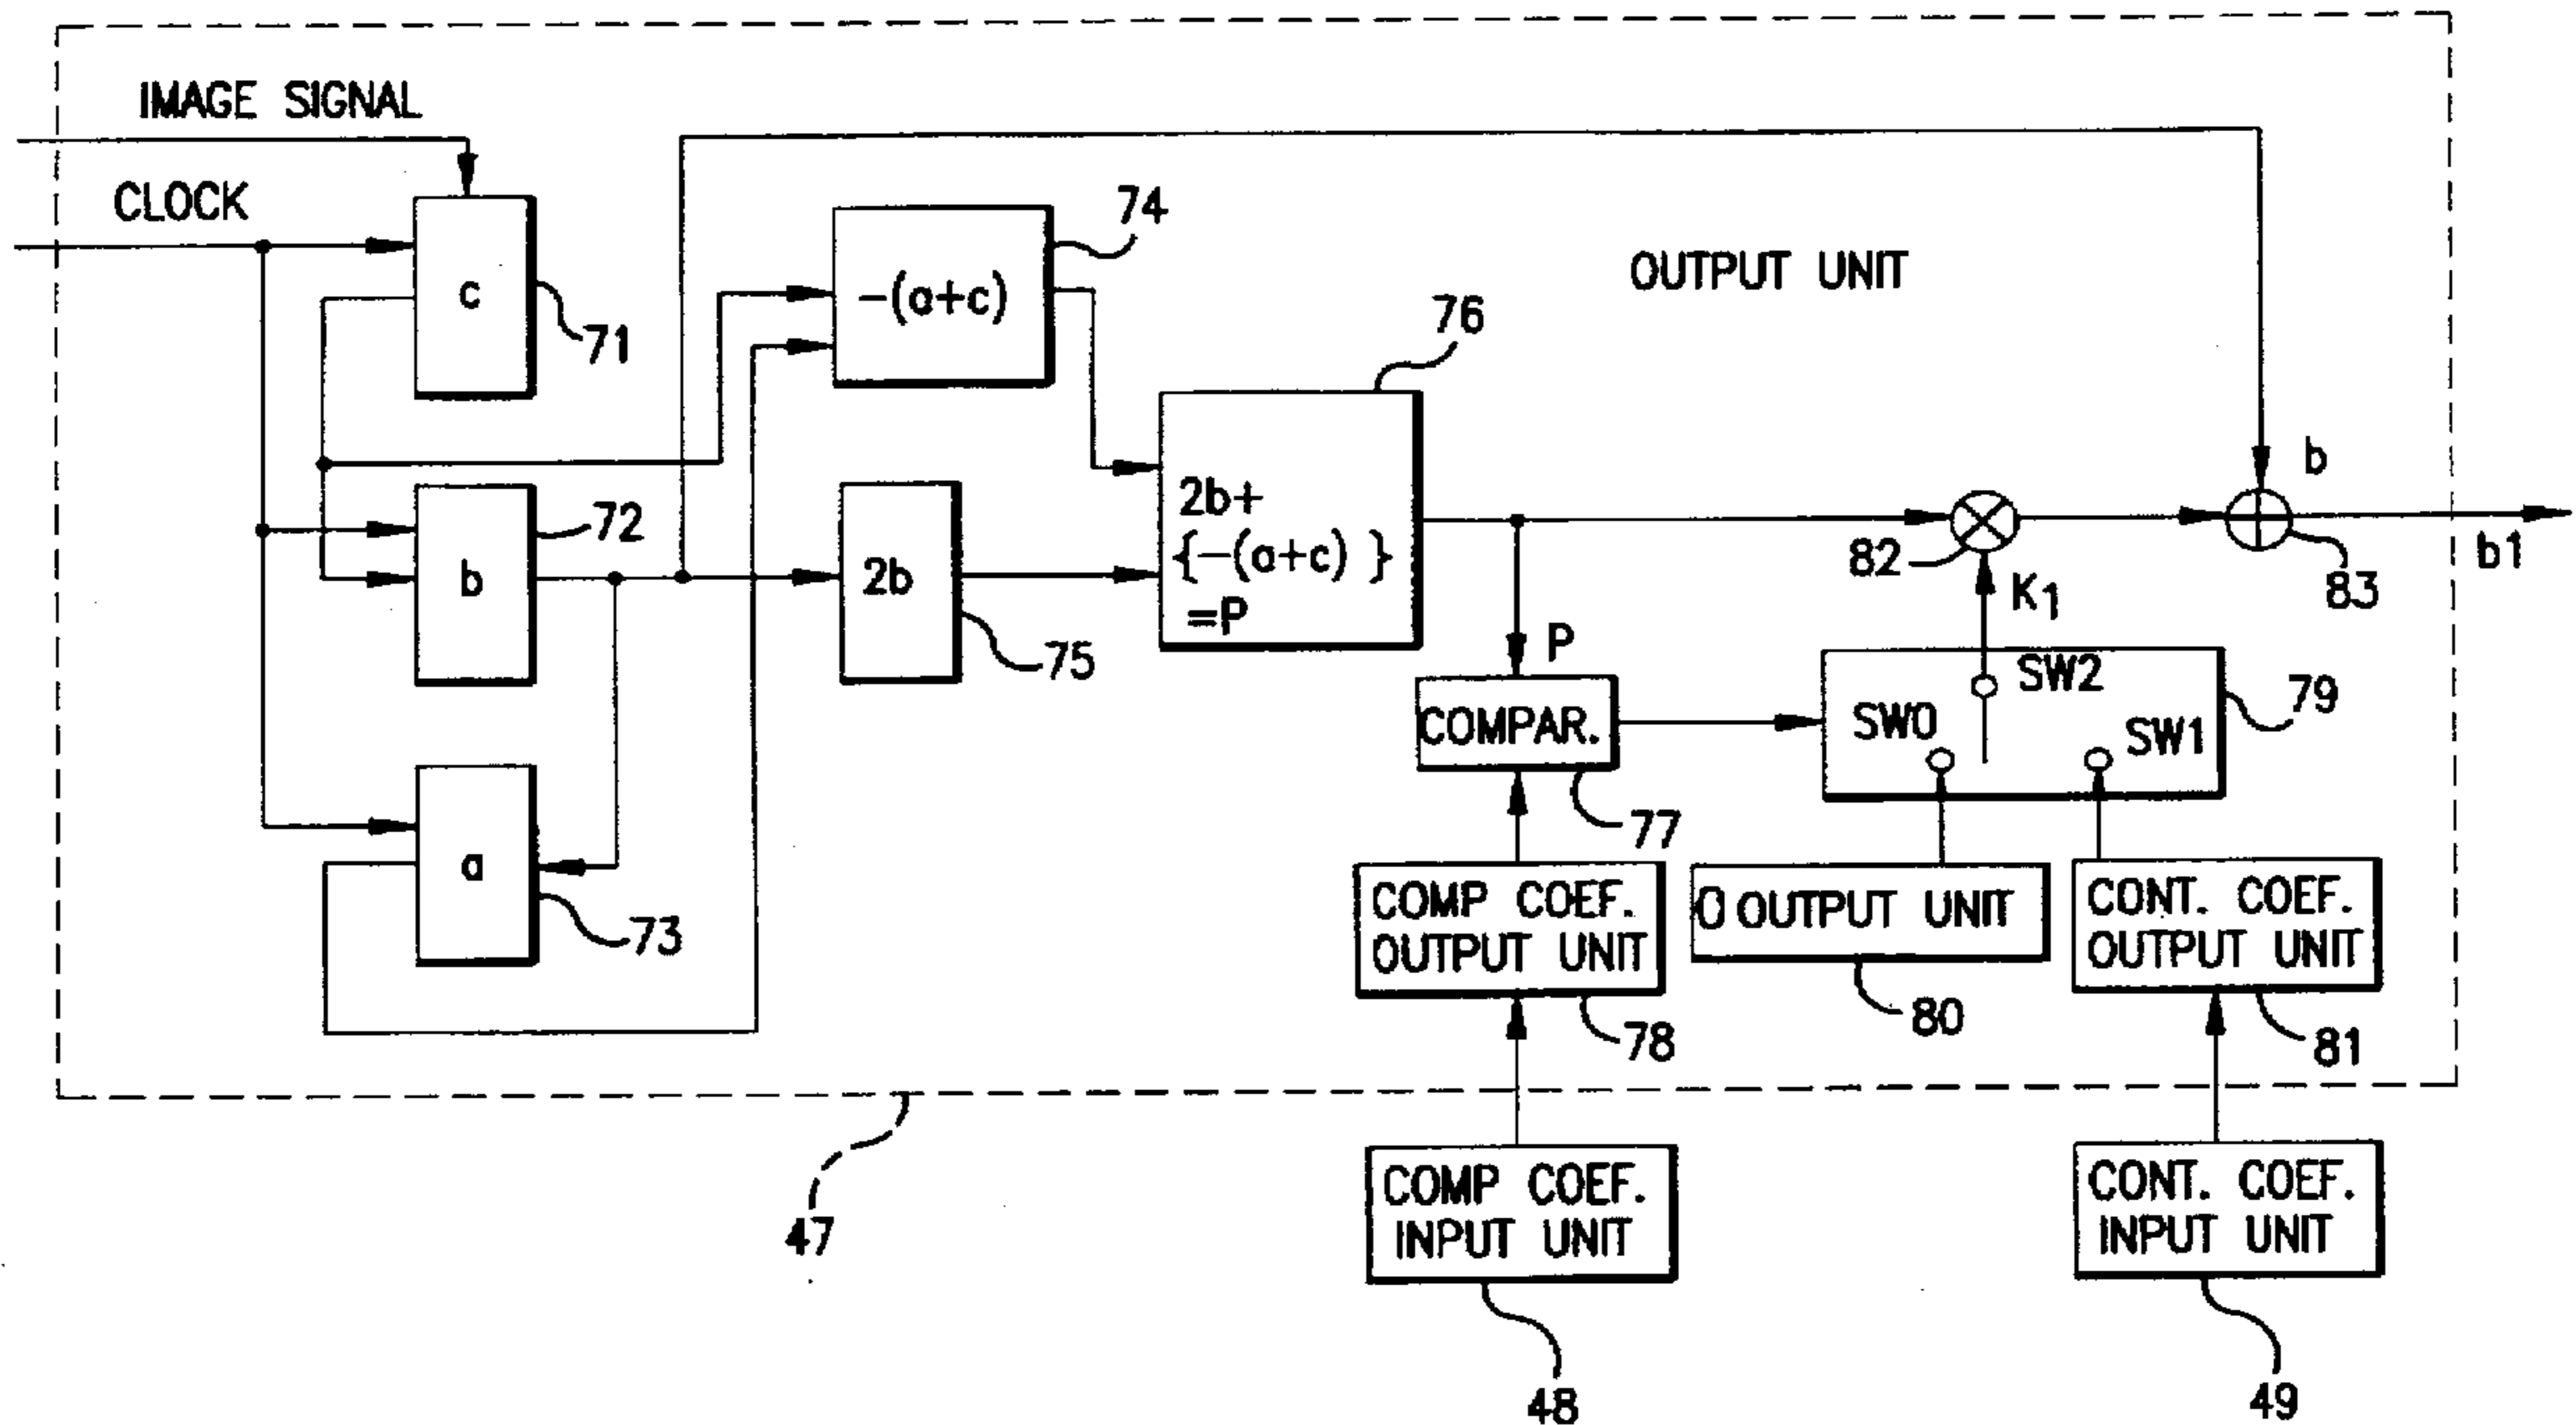 IMAGE SIGNAL
CLOCK
c
71
-(a+c)
74
OUTPUT UNIT
76
b
72
2b
75
2b+
{-(a+c) }
=P
82
K1
b
83
b1
P
COMPAR.
77
SW0
SW2
SW1
79
a
73
COMP COEF.
OUTPUT UNIT
78
0 OUTPUT UNIT
80
CONT. COEF.
OUTPUT UNIT
81
47
COMP COEF.
INPUT UNIT
48
CONT. COEF.
INPUT UNIT
49